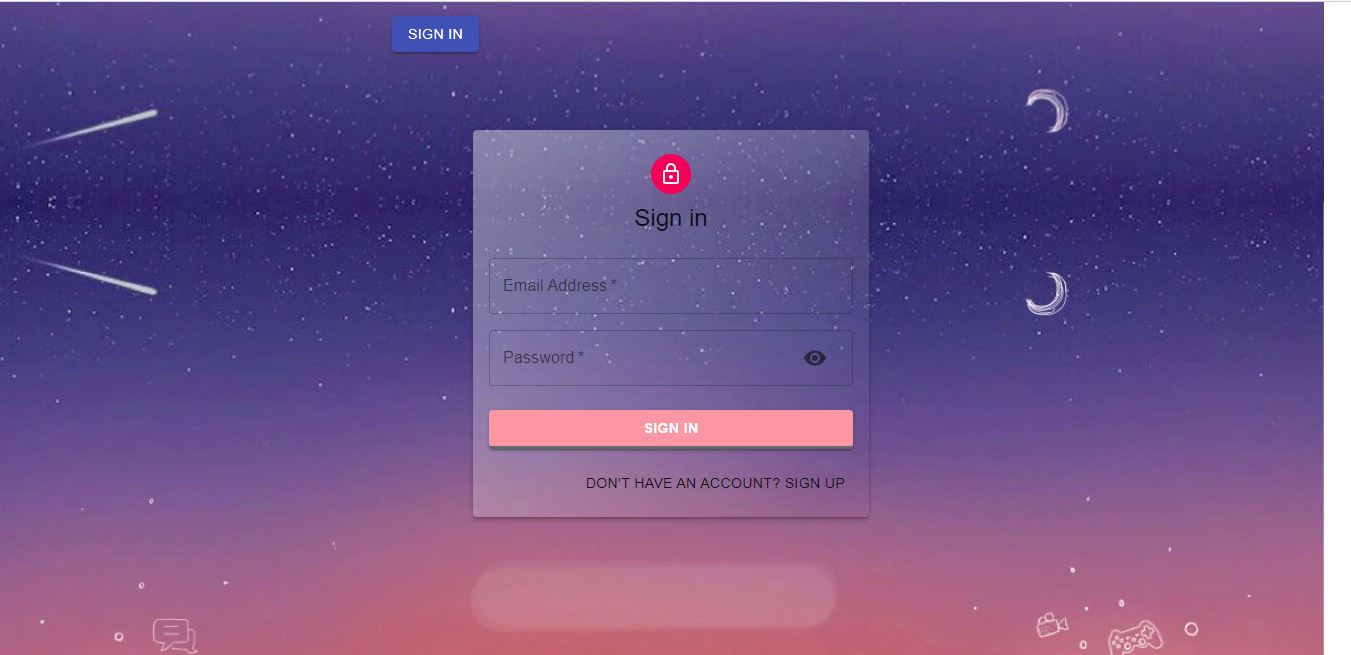 SIGN IN
Sign in
Email Address *
Password *
SIGN IN
DON'T HAVE AN ACCOUNT? SIGN UP